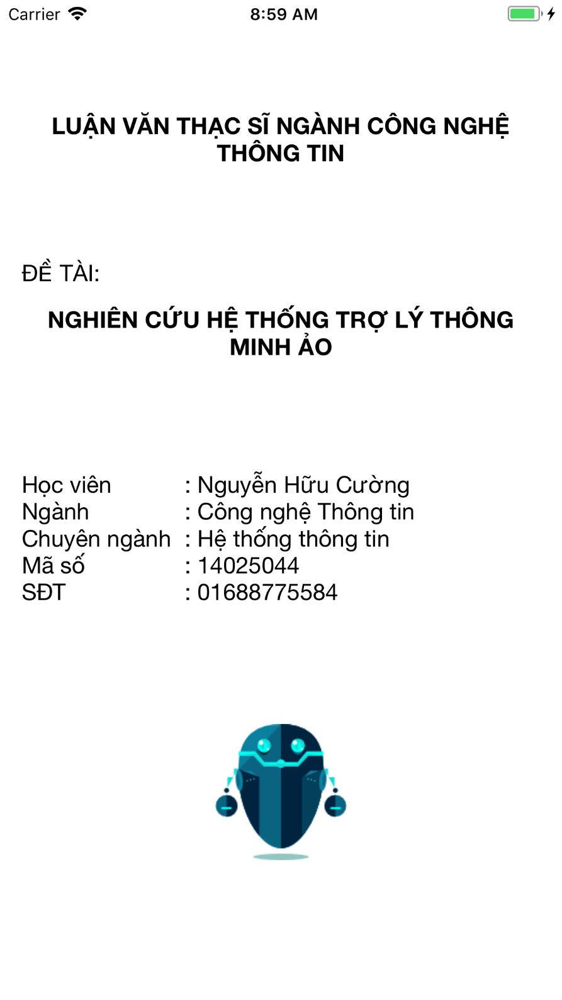 Carrier 8:59 AM
LUẬN VĂN THẠC SĨ NGÀNH CÔNG NGHỆ
THÔNG TIN
ĐỀ TÀI:
NGHIÊN CỨU HỆ THỐNG TRỢ LÝ THÔNG
MINH ẢO
Học viên : Nguyễn Hữu Cường
Ngành : Công nghệ Thông tin
Chuyên ngành : Hệ thống thông tin
Mã số : 14025044
SĐT : 01688775584